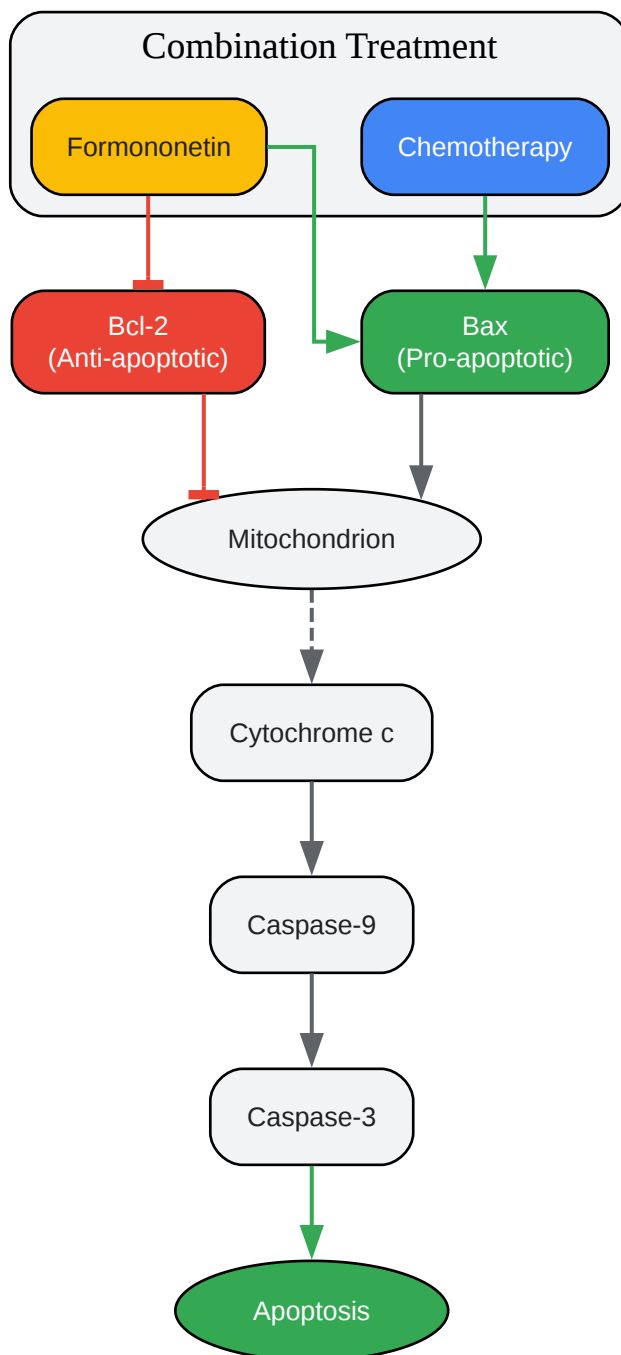 Combination Treatment
Formononetin
Chemotherapy
Bcl-2
(Anti-apoptotic)
Bax
(Pro-apoptotic)
Mitochondrion
Cytochrome c
Caspase-9
Caspase-3
Apoptosis